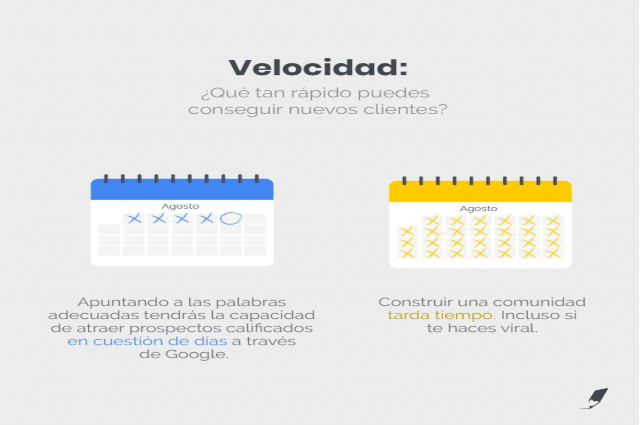 Velocidad:
¿Qué tan rápido puedes
conseguir nuevos clientes?
Agosto
Apuntando a las palabras
adecuadas tendrás la capacidad
de atraer prospectos calificados
en cuestión de días a través
de Google.
Agosto
Construir una comunidad
tarda tiempo. Incluso si
te haces viral.